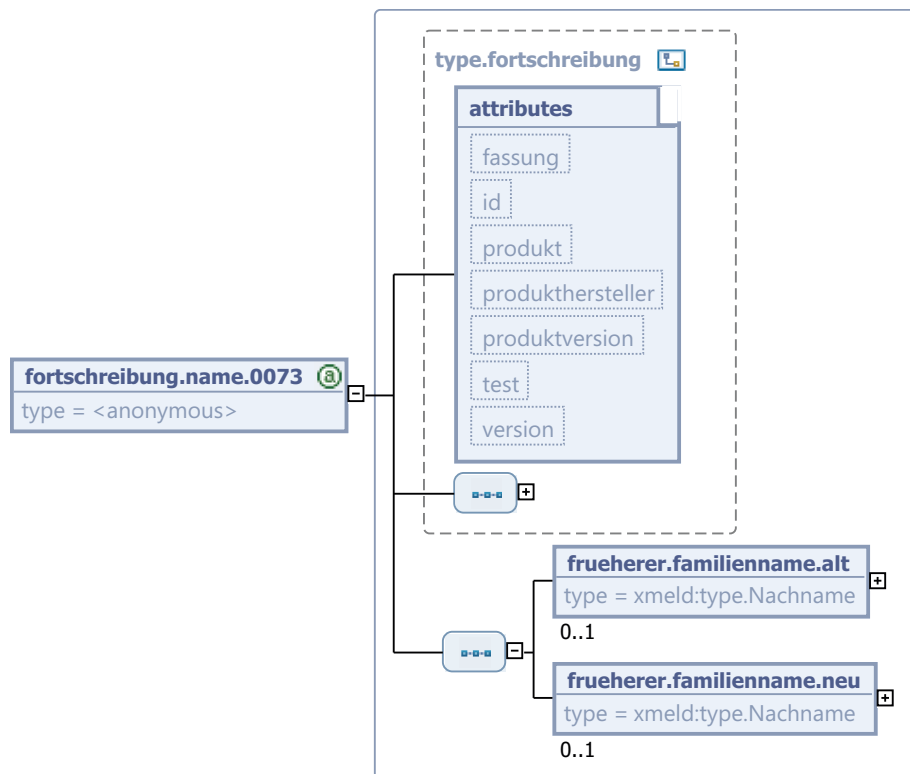 type.fortschreibung
attributes
fassung
id
produkt
produkthersteller
produktversion
test
version
fortschreibung.name.0073
type = <anonymous>
frueherer.familienname.alt
type = xmeld:type.Nachname
0..1
frueherer.familienname.neu
type = xmeld:type.Nachname
0..1